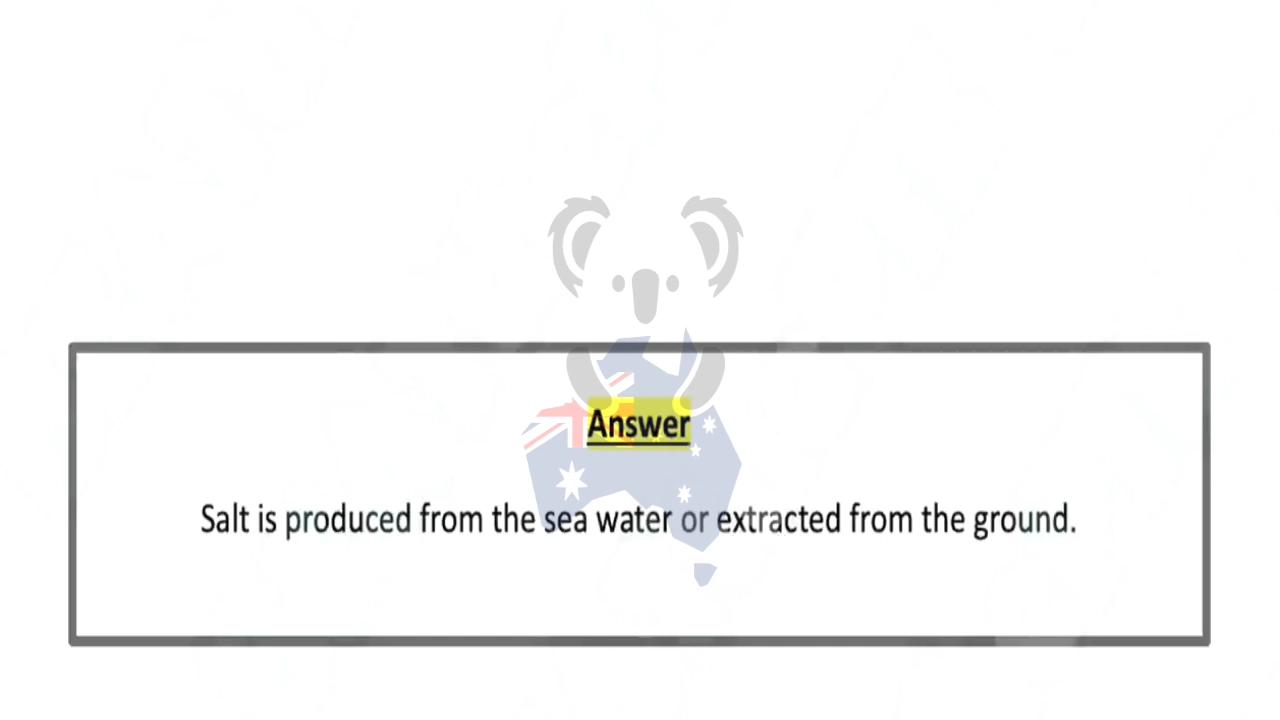 Answer
Salt is produced from the sea water or extracted from the ground.